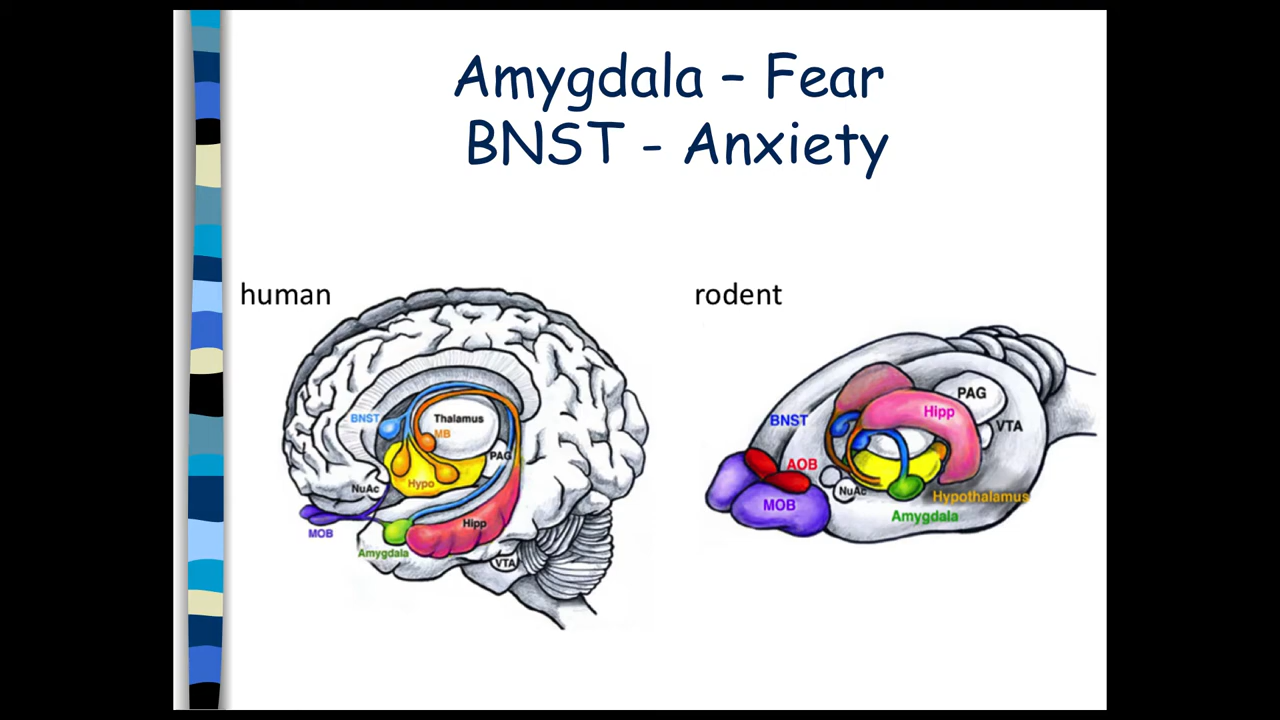 Amygdala – Fear
BNST - Anxiety
human
rodent
BNST
Thalamus
MB
PAG
NuAc
Hypo
MOB
Hipp
Amygdala
VTA
PAG
Hipp
BNST
VTA
AOB
NuAc
Hypothalamus
MOB
Amygdala